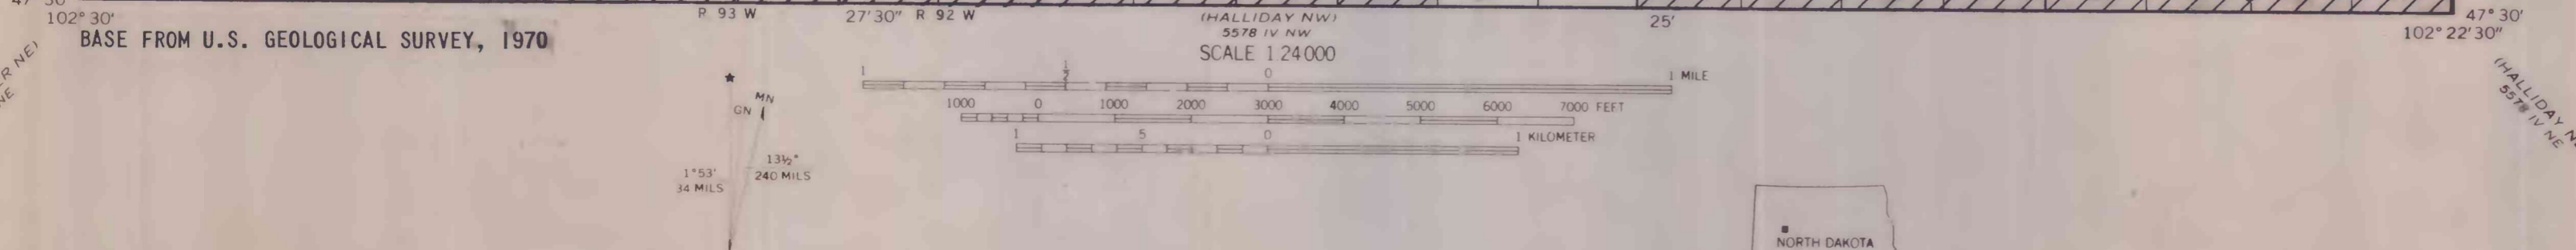 102° 30'
R 93 W
27'30" R 92 W
(HALLIDAY NW)
5578 IV NW
25'
47° 30'
102° 22'30"
BASE FROM U.S. GEOLOGICAL SURVEY, 1970
SCALE 1:24000
1 ½ 0 1 MILE
1000 0 1000 2000 3000 4000 5000 6000 7000 FEET
1 5 0 1 KILOMETER
MN
GN
1°53'
34 MILS
13½°
240 MILS
R NE)
NE
(HALLIDAY
5578 IV NE
NORTH DAKOTA